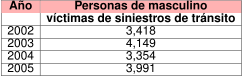 Año Personas de masculino
víctimas de siniestros de tránsito
2002 3,418
2003 4,149
2004 3,354
2005 3,991